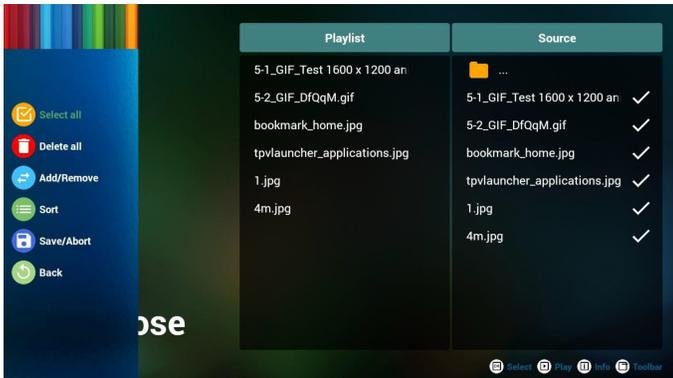 Playlist
Source
5-1_GIF_Test 1600 x 1200 an
5-2_GIF_DfQqM.gif
bookmark_home.jpg
tpvlauncher_applications.jpg
1.jpg
4m.jpg
...
5-1_GIF_Test 1600 x 1200 an
5-2_GIF_DfQqM.gif
bookmark_home.jpg
tpvlauncher_applications.jpg
1.jpg
4m.jpg
Select all
Delete all
Add/Remove
Sort
Save/Abort
Back
ose
Select Play Info Toolbar